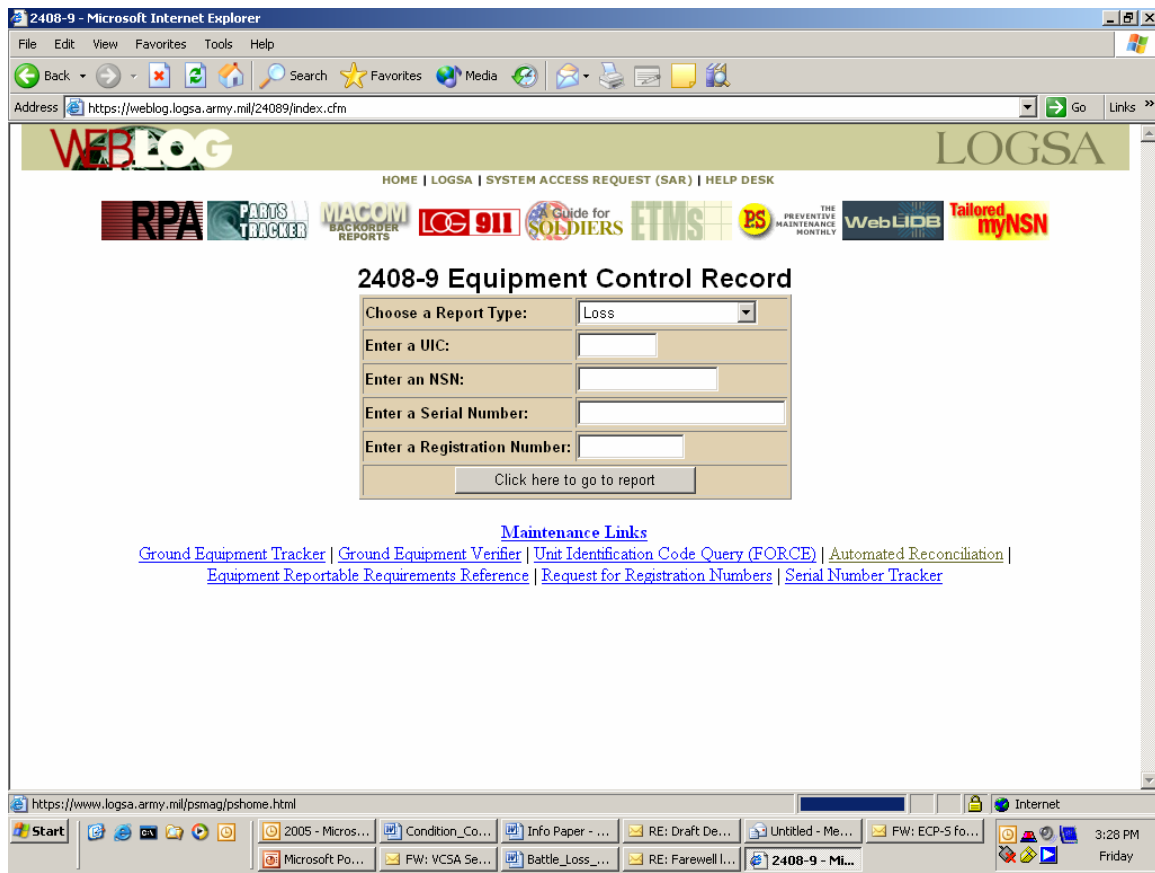 2408-9 - Microsoft Internet Explorer
File Edit View Favorites Tools Help
Back Search Favorites Media
Address https://weblog.logsa.army.mil/24089/index.cfm Go Links »
WEBLOG LOGSA
HOME | LOGSA | SYSTEM ACCESS REQUEST (SAR) | HELP DESK
RPA PARTS TRACKER MACOM BACKORDER REPORTS LOG 911 A Guide for SOLDIERS ETMs PS THE PREVENTIVE MAINTENANCE MONTHLY WebLIDB Tailored myNSN
2408-9 Equipment Control Record
Choose a Report Type: Loss
Enter a UIC:
Enter an NSN:
Enter a Serial Number:
Enter a Registration Number:
Click here to go to report
Maintenance Links
Ground Equipment Tracker | Ground Equipment Verifier | Unit Identification Code Query (FORCE) | Automated Reconciliation |
Equipment Reportable Requirements Reference | Request for Registration Numbers | Serial Number Tracker
https://www.logsa.army.mil/psmag/pshome.html Internet
Start 2005 - Micros... Condition_Co... Info Paper - ... RE: Draft De... Untitled - Me... FW: ECP-S fo... 3:28 PM
Microsoft Po... FW: VCSA Se... Battle_Loss_... RE: Farewell l... 2408-9 - Mi... Friday